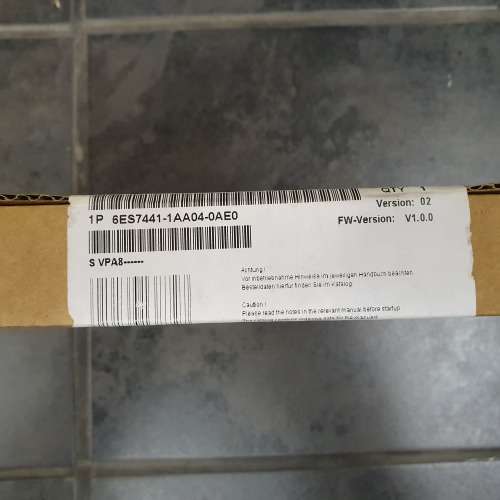 QTY 1
1P 6ES7441-1AA04-0AE0
Version: 02
FW-Version: V1.0.0
S VPA8------
Achtung!
Vor Inbetriebnahme Hinweise im jeweiligen Handbuch beachten.
Bestelldaten hierfür finden Sie im Katalog.
Caution!
Please read the notes in the relevant manual before startup.